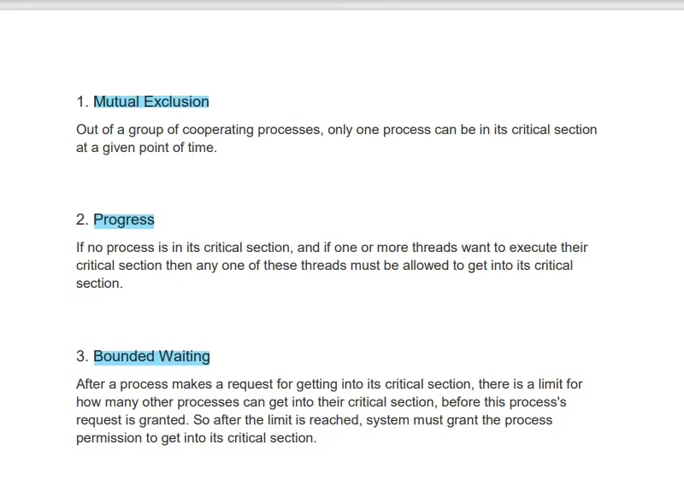 1. Mutual Exclusion
Out of a group of cooperating processes, only one process can be in its critical section
at a given point of time.
2. Progress
If no process is in its critical section, and if one or more threads want to execute their
critical section then any one of these threads must be allowed to get into its critical
section.
3. Bounded Waiting
After a process makes a request for getting into its critical section, there is a limit for
how many other processes can get into their critical section, before this process's
request is granted. So after the limit is reached, system must grant the process
permission to get into its critical section.